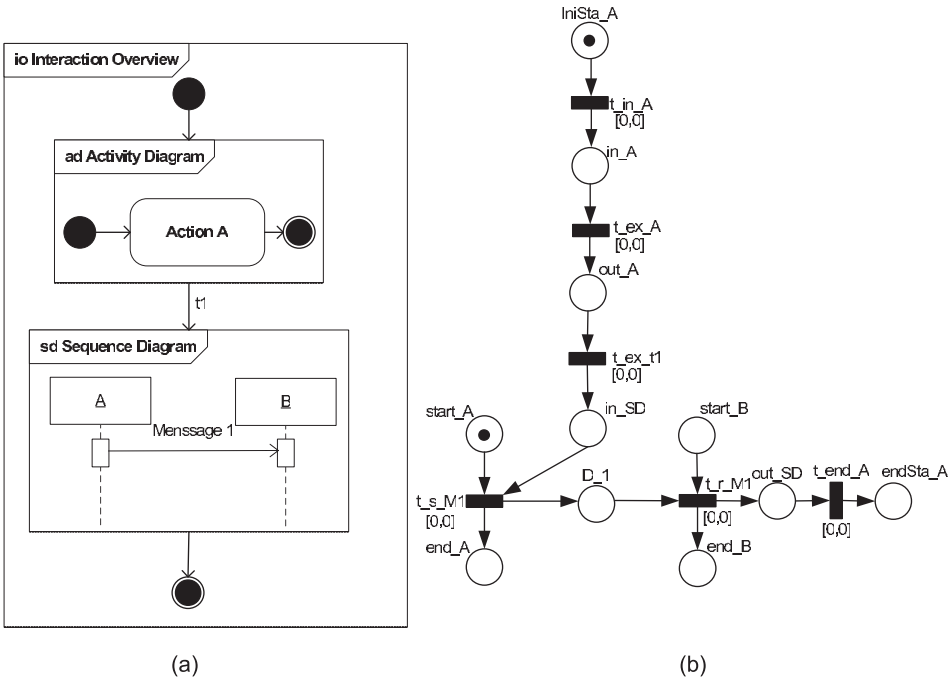 io Interaction Overview
ad Activity Diagram
Action A
t1
sd Sequence Diagram
A
B
Menssage 1
(a)
IniSta_A
t_in_A
[0,0]
in_A
t_ex_A
[0,0]
out_A
t_ex_t1
[0,0]
in_SD
start_A
start_B
t_s_M1
[0,0]
D_1
t_r_M1
[0,0]
out_SD
t_end_A
[0,0]
endSta_A
end_A
end_B
(b)